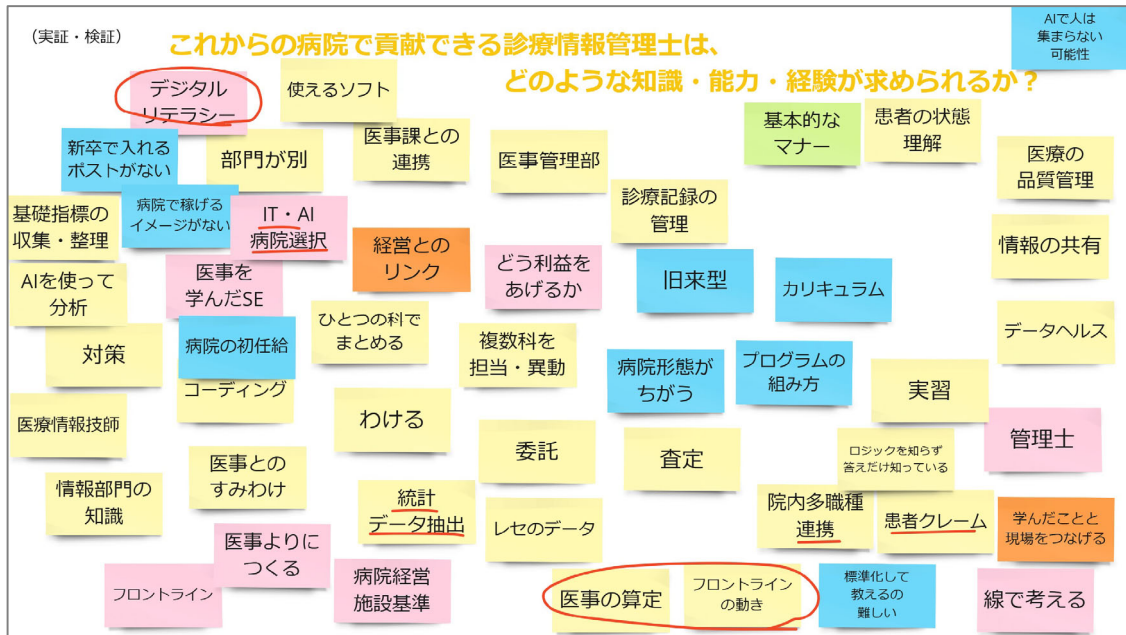 （実証・検証）
これからの病院で貢献できる診療情報管理士は、
どのような知識・能力・経験が求められるか？
AIで人は
集まらない
可能性
デジタル
リテラシー
使えるソフト
新卒で入れる
ポストがない
部門が別
医事課との
連携
医事管理部
基本的な
マナー
患者の状態
理解
医療の
品質管理
基礎指標の
収集・整理
病院で稼げる
イメージがない
IT・AI
病院選択
経営との
リンク
どう利益を
あげるか
診療記録の
管理
旧来型
カリキュラム
情報の共有
AIを使って
分析
医事を
学んだSE
対策
病院の初任給
ひとつの科で
まとめる
複数科を
担当・異動
病院形態が
ちがう
プログラムの
組み方
データヘルス
コーディング
実習
医療情報技師
わける
委託
査定
ロジックを知らず
答えだけ知っている
管理士
情報部門の
知識
医事との
すみわけ
統計
データ抽出
レセのデータ
院内多職種
連携
患者クレーム
学んだことと
現場をつなげる
フロントライン
医事よりに
つくる
病院経営
施設基準
医事の算定
フロントライン
の動き
標準化して
教えるの
難しい
線で考える